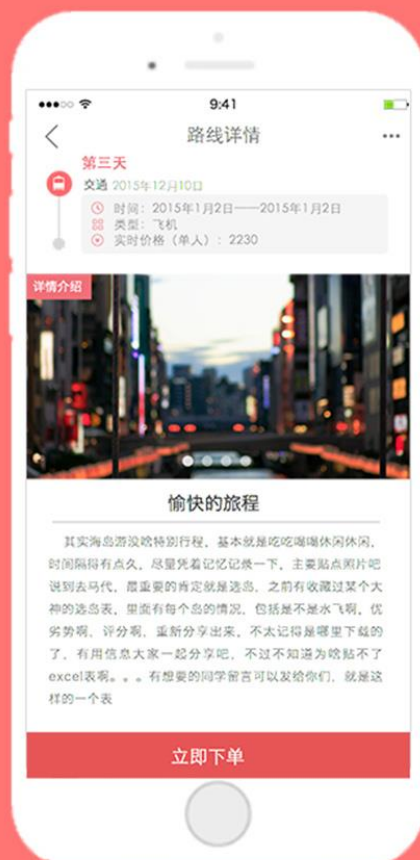 9:41
路线详情
第三天
交通 2015年12月10日
时间：2015年1月2日——2015年1月2日
类型：飞机
实时价格（单人）：2230
详情介绍
愉快的旅程
其实海岛游没啥特别行程，基本就是吃吃喝喝休闲休闲，
时间隔得有点久，尽量凭着记忆记录一下，主要贴点照片吧
说到去马代，最重要的肯定就是选岛，之前有收藏过某个大
神的选岛表，里面有每个岛的情况，包括是不是水飞啊，优
劣势啊，评分啊，重新分享出来，不太记得是哪里下载的
了，有用信息大家一起分享吧，不过不知道为啥贴不了
excel表啊。。。有想要的同学留言可以发给你们，就是这
样的一个表
立即下单